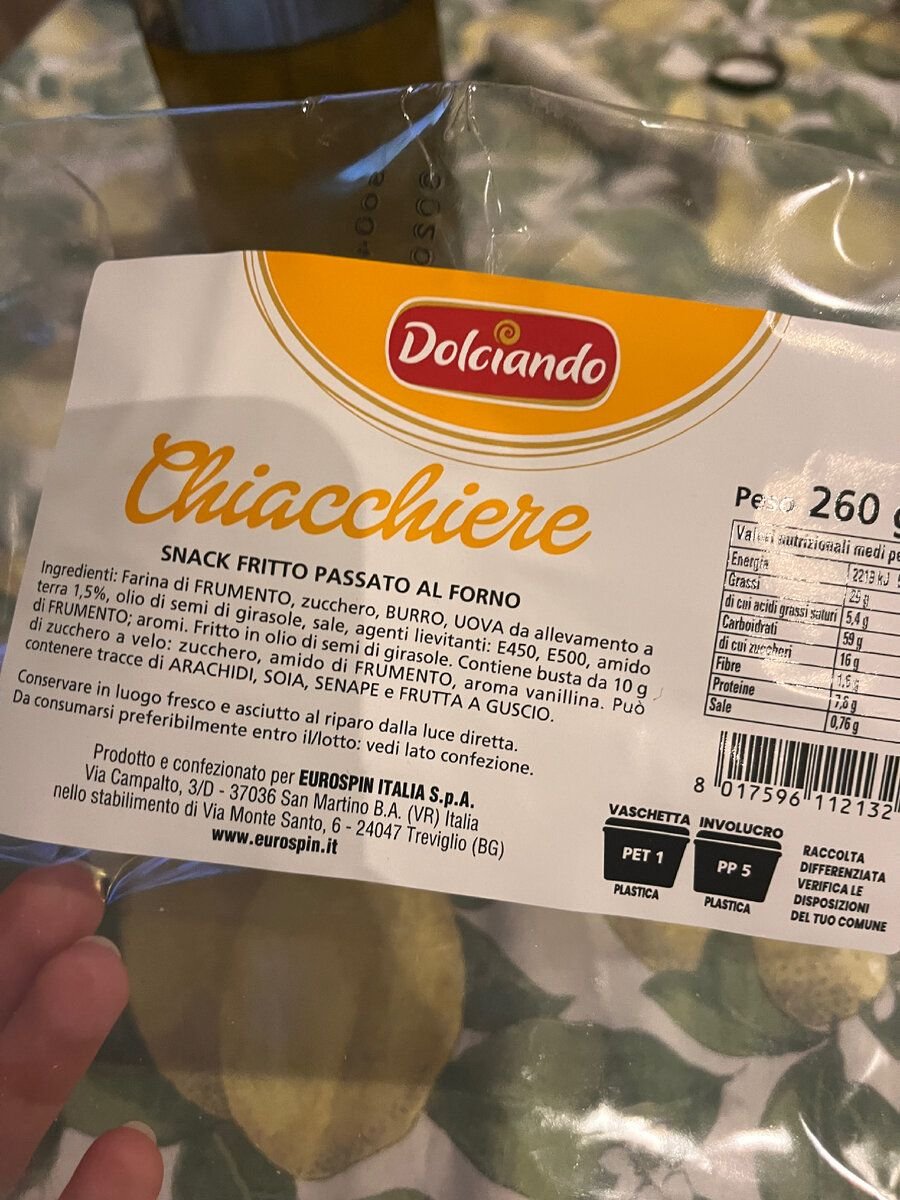 Dolciando
Chiacchiere
SNACK FRITTO PASSATO AL FORNO
Ingredienti: Farina di FRUMENTO, zucchero, BURRO, UOVA da allevamento a
terra 1,5%, olio di semi di girasole, sale, agenti lievitanti: E450, E500, amido
di FRUMENTO; aromi. Fritto in olio di semi di girasole. Contiene busta da 10 g
di zucchero a velo: zucchero, amido di FRUMENTO, aroma vanillina. Può
contenere tracce di ARACHIDI, SOIA, SENAPE e FRUTTA A GUSCIO.
Conservare in luogo fresco e asciutto al riparo dalla luce diretta.
Da consumarsi preferibilmente entro il/lotto: vedi lato confezione.
Prodotto e confezionato per EUROSPIN ITALIA S.p.A.
Via Campalto, 3/D - 37036 San Martino B.A. (VR) Italia
nello stabilimento di Via Monte Santo, 6 - 24047 Treviglio (BG)
www.eurospin.it
Peso 260 g
Valori nutrizionali medi pe
Energia 2219 kJ
Grassi 29 g
di cui acidi grassi saturi 5,4 g
Carboidrati 59 g
di cui zuccheri 16 g
Fibre 1,6 g
Proteine 7,8 g
Sale 0,76 g
8 017596 112132
VASCHETTA INVOLUCRO
PET 1 PP 5
PLASTICA PLASTICA
RACCOLTA
DIFFERENZIATA
VERIFICA LE
DISPOSIZIONI
DEL TUO COMUNE